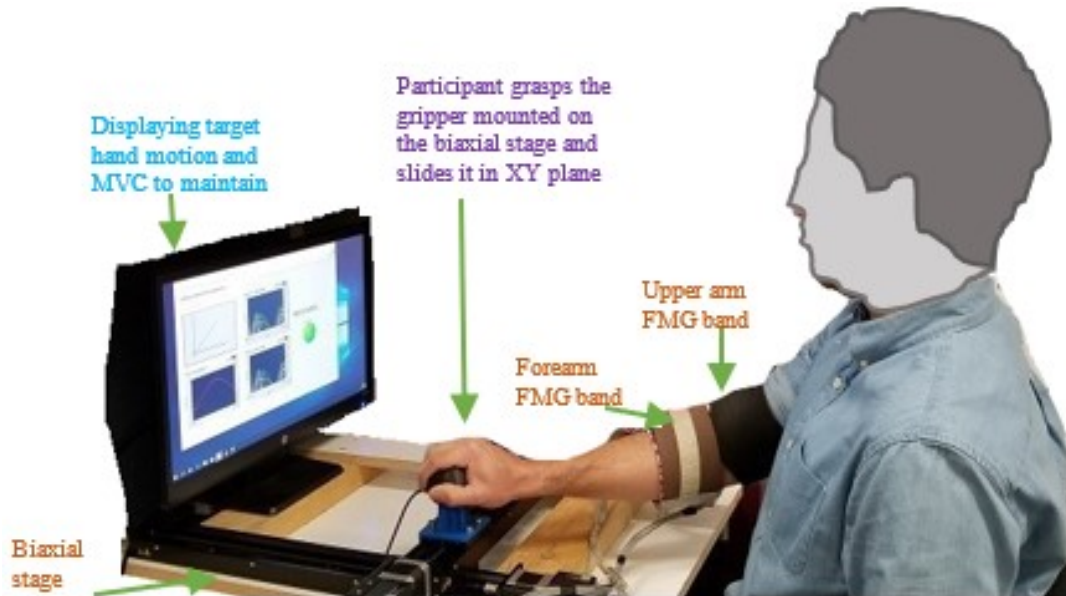 Participant grasps the
gripper mounted on
the biaxial stage and
slides it in XY plane
Displaying target
hand motion and
MVC to maintain
Upper arm
FMG band
Forearm
FMG band
Biaxial
stage